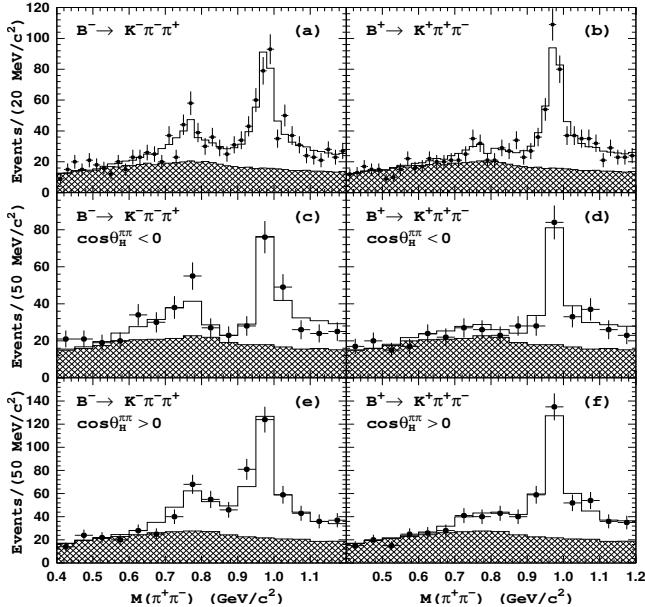 B⁻→ K⁻π⁻π⁺ (a)
B⁺→ K⁺π⁺π⁻ (b)
Events/(20 MeV/c²)
120
100
80
60
40
20
0
B⁻→ K⁻π⁻π⁺ (c)
cosθ_H^ππ <0
B⁺→ K⁺π⁺π⁻ (d)
cosθ_H^ππ <0
Events/(50 MeV/c²)
80
60
40
20
0
B⁻→ K⁻π⁻π⁺ (e)
cosθ_H^ππ >0
B⁺→ K⁺π⁺π⁻ (f)
cosθ_H^ππ >0
Events/(50 MeV/c²)
140
120
100
80
60
40
20
0
0.4 0.5 0.6 0.7 0.8 0.9 1.0 1.1
0.5 0.6 0.7 0.8 0.9 1.0 1.1 1.2
M(π⁺π⁻) (GeV/c²)
M(π⁺π⁻) (GeV/c²)